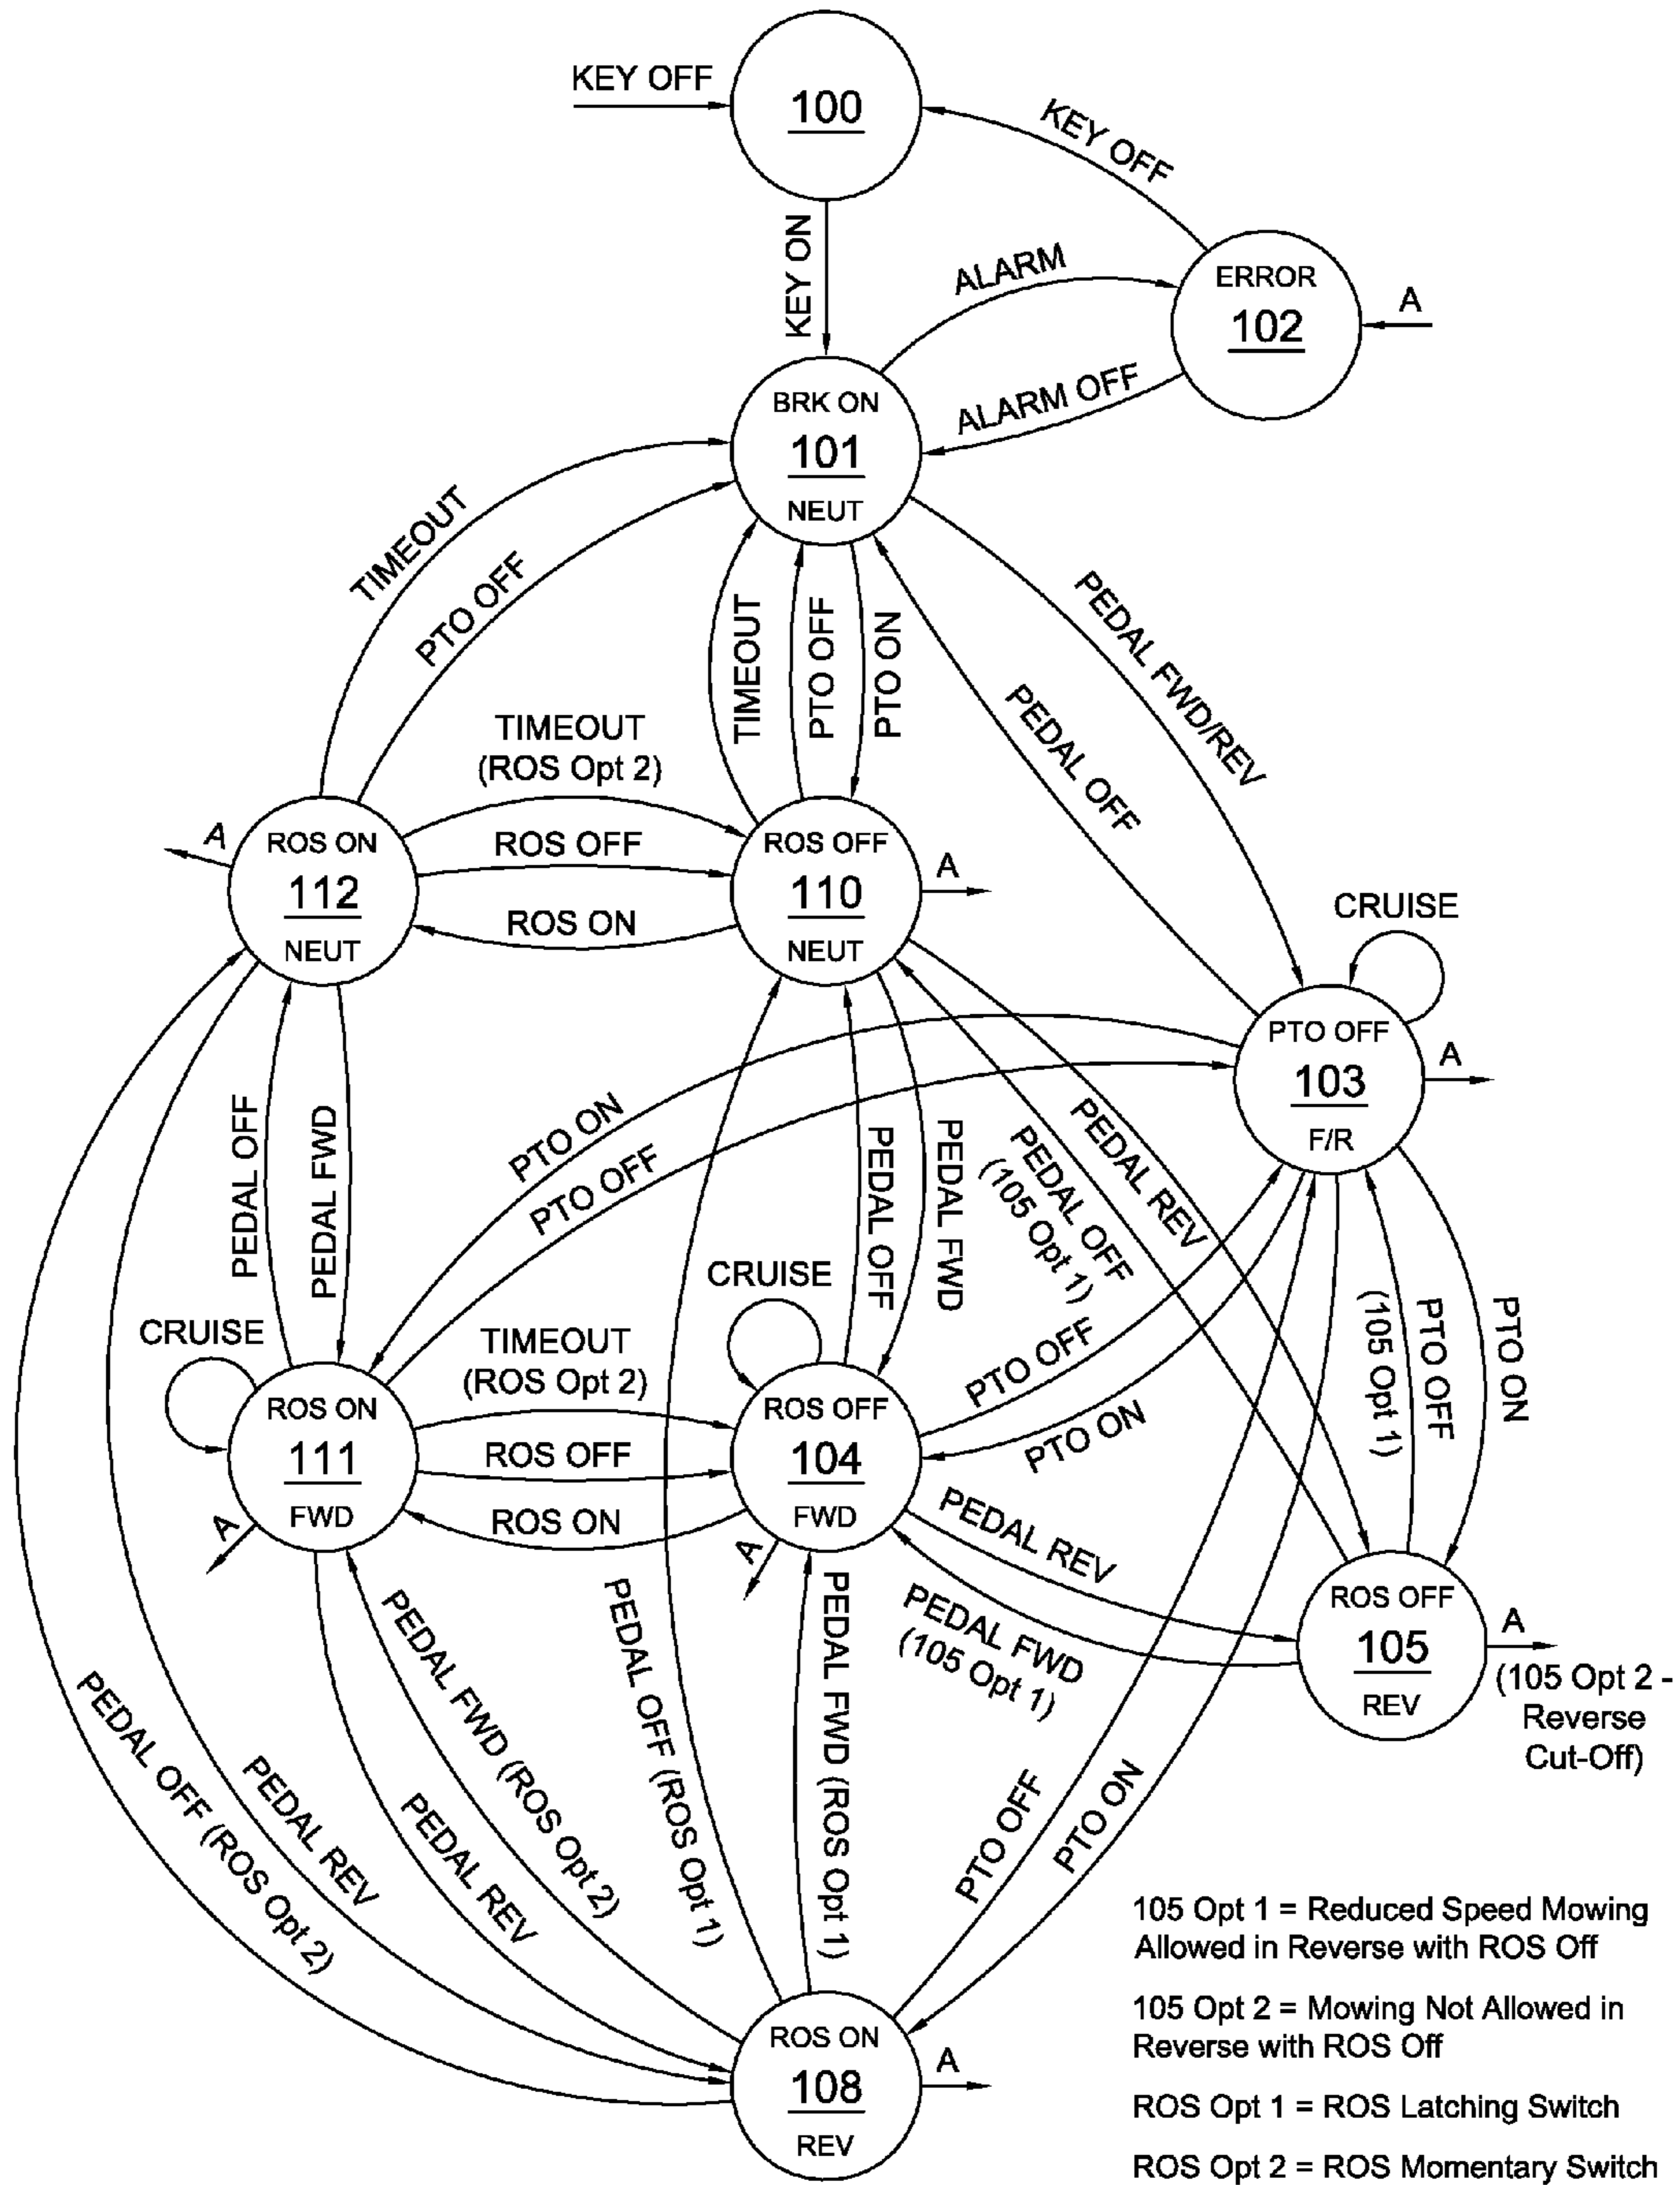 100
KEY OFF
KEY OFF
KEY ON
ERROR
102
A
ALARM
ALARM OFF
BRK ON
101
NEUT
TIMEOUT
PTO OFF
TIMEOUT
PTO OFF
PTO ON
PEDAL FWD/REV
PEDAL OFF
TIMEOUT
(ROS Opt 2)
ROS OFF
ROS ON
A
ROS ON
112
NEUT
ROS OFF
110
NEUT
A
CRUISE
PTO OFF
103
F/R
A
PEDAL OFF
PEDAL FWD
PTO ON
PTO OFF
PEDAL OFF
PEDAL FWD
PEDAL OFF
(105 Opt 1)
PEDAL REV
CRUISE
CRUISE
TIMEOUT
(ROS Opt 2)
ROS OFF
ROS ON
PTO OFF
PTO ON
PTO OFF
(105 Opt 1)
PTO ON
ROS ON
111
FWD
A
ROS OFF
104
FWD
A
PEDAL REV
PEDAL FWD
(105 Opt 1)
ROS OFF
105
REV
A
(105 Opt 2 -
Reverse
Cut-Off)
PEDAL OFF (ROS Opt 2)
PEDAL REV
PEDAL REV
PEDAL FWD (ROS Opt 2)
PEDAL OFF (ROS Opt 1)
PEDAL FWD (ROS Opt 1)
PTO OFF
PTO ON
ROS ON
108
REV
A
105 Opt 1 = Reduced Speed Mowing
Allowed in Reverse with ROS Off
105 Opt 2 = Mowing Not Allowed in
Reverse with ROS Off
ROS Opt 1 = ROS Latching Switch
ROS Opt 2 = ROS Momentary Switch